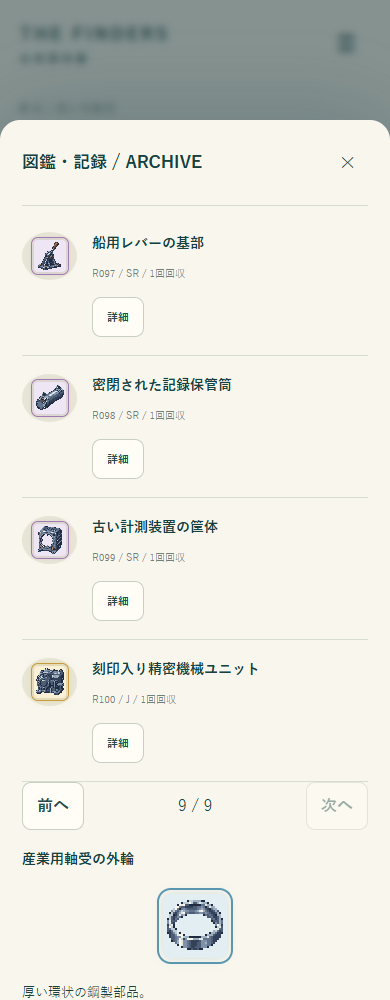 THE FINDERS
図鑑・記録 / ARCHIVE
船用レバーの基部
R097 / SR / 1回回収
詳細
密閉された記録保管筒
R098 / SR / 1回回収
詳細
古い計測装置の筐体
R099 / SR / 1回回収
詳細
刻印入り精密機械ユニット
R100 / J / 1回回収
詳細
前へ
9 / 9
次へ
産業用軸受の外輪
厚い環状の鋼製部品。